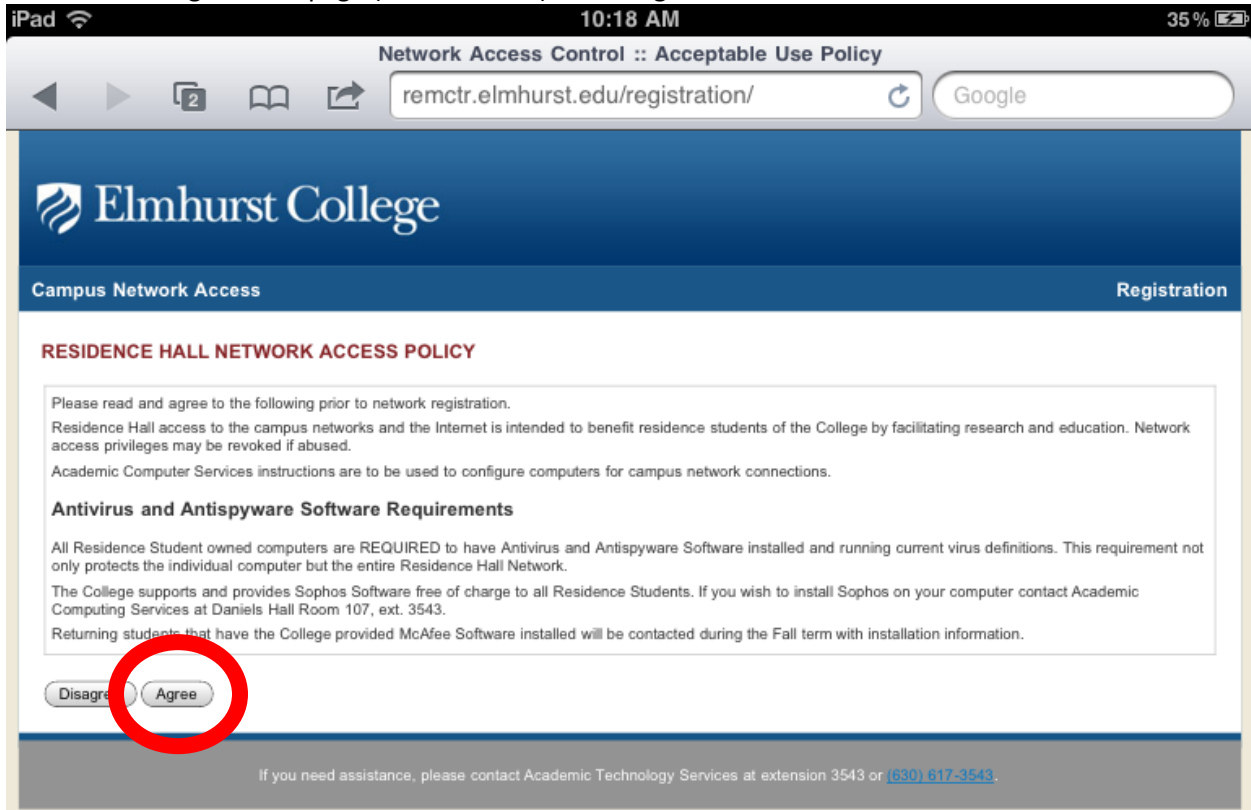 iPad 10:18 AM 35%
Network Access Control :: Acceptable Use Policy
2 remctr.elmhurst.edu/registration/ Google
Elmhurst College
Campus Network Access Registration
RESIDENCE HALL NETWORK ACCESS POLICY
Please read and agree to the following prior to network registration.
Residence Hall access to the campus networks and the Internet is intended to benefit residence students of the College by facilitating research and education. Network
access privileges may be revoked if abused.
Academic Computer Services instructions are to be used to configure computers for campus network connections.
Antivirus and Antispyware Software Requirements
All Residence Student owned computers are REQUIRED to have Antivirus and Antispyware Software installed and running current virus definitions. This requirement not
only protects the individual computer but the entire Residence Hall Network.
The College supports and provides Sophos Software free of charge to all Residence Students. If you wish to install Sophos on your computer contact Academic
Computing Services at Daniels Hall Room 107, ext. 3543.
Returning students that have the College provided McAfee Software installed will be contacted during the Fall term with installation information.
Disagree Agree
If you need assistance, please contact Academic Technology Services at extension 3543 or (630) 617-3543.